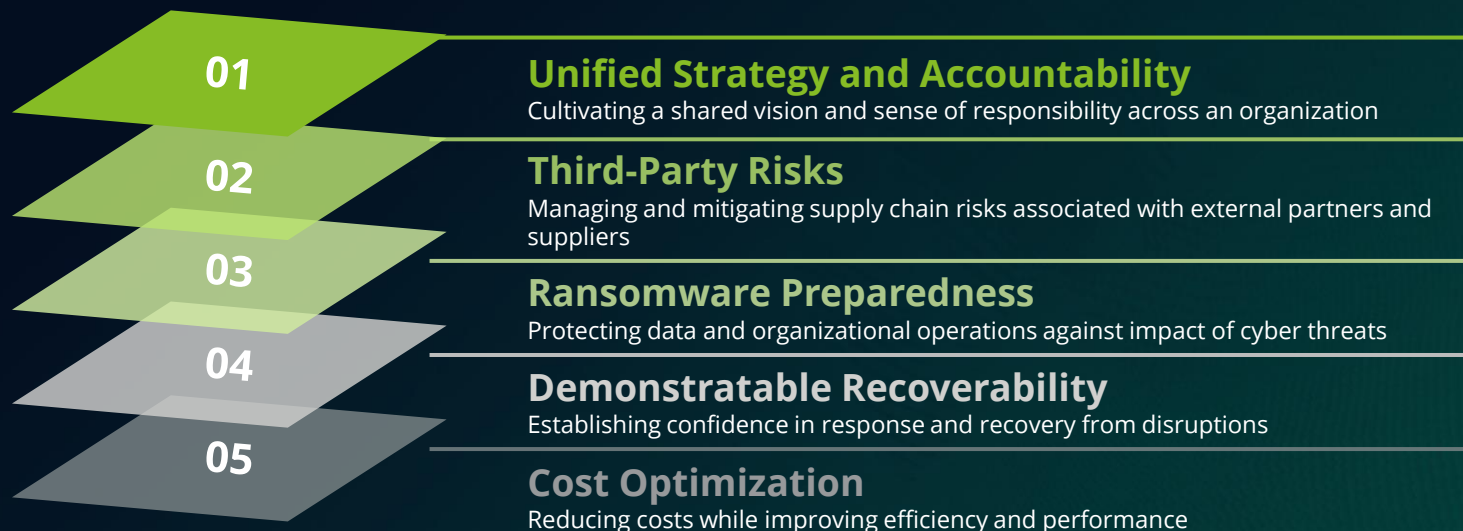 01
Unified Strategy and Accountability
Cultivating a shared vision and sense of responsibility across an organization
02
Third-Party Risks
Managing and mitigating supply chain risks associated with external partners and
suppliers
03
Ransomware Preparedness
Protecting data and organizational operations against impact of cyber threats
04
Demonstratable Recoverability
Establishing confidence in response and recovery from disruptions
05
Cost Optimization
Reducing costs while improving efficiency and performance